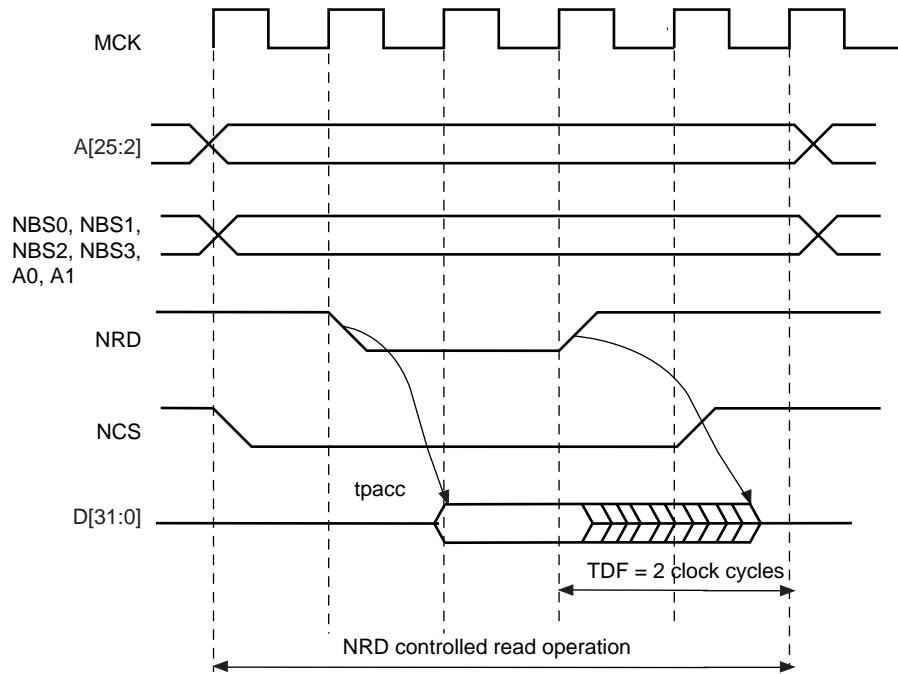 MCK
A[25:2]
NBS0, NBS1,
NBS2, NBS3,
A0, A1
NRD
NCS
tpacc
D[31:0]
TDF = 2 clock cycles
NRD controlled read operation